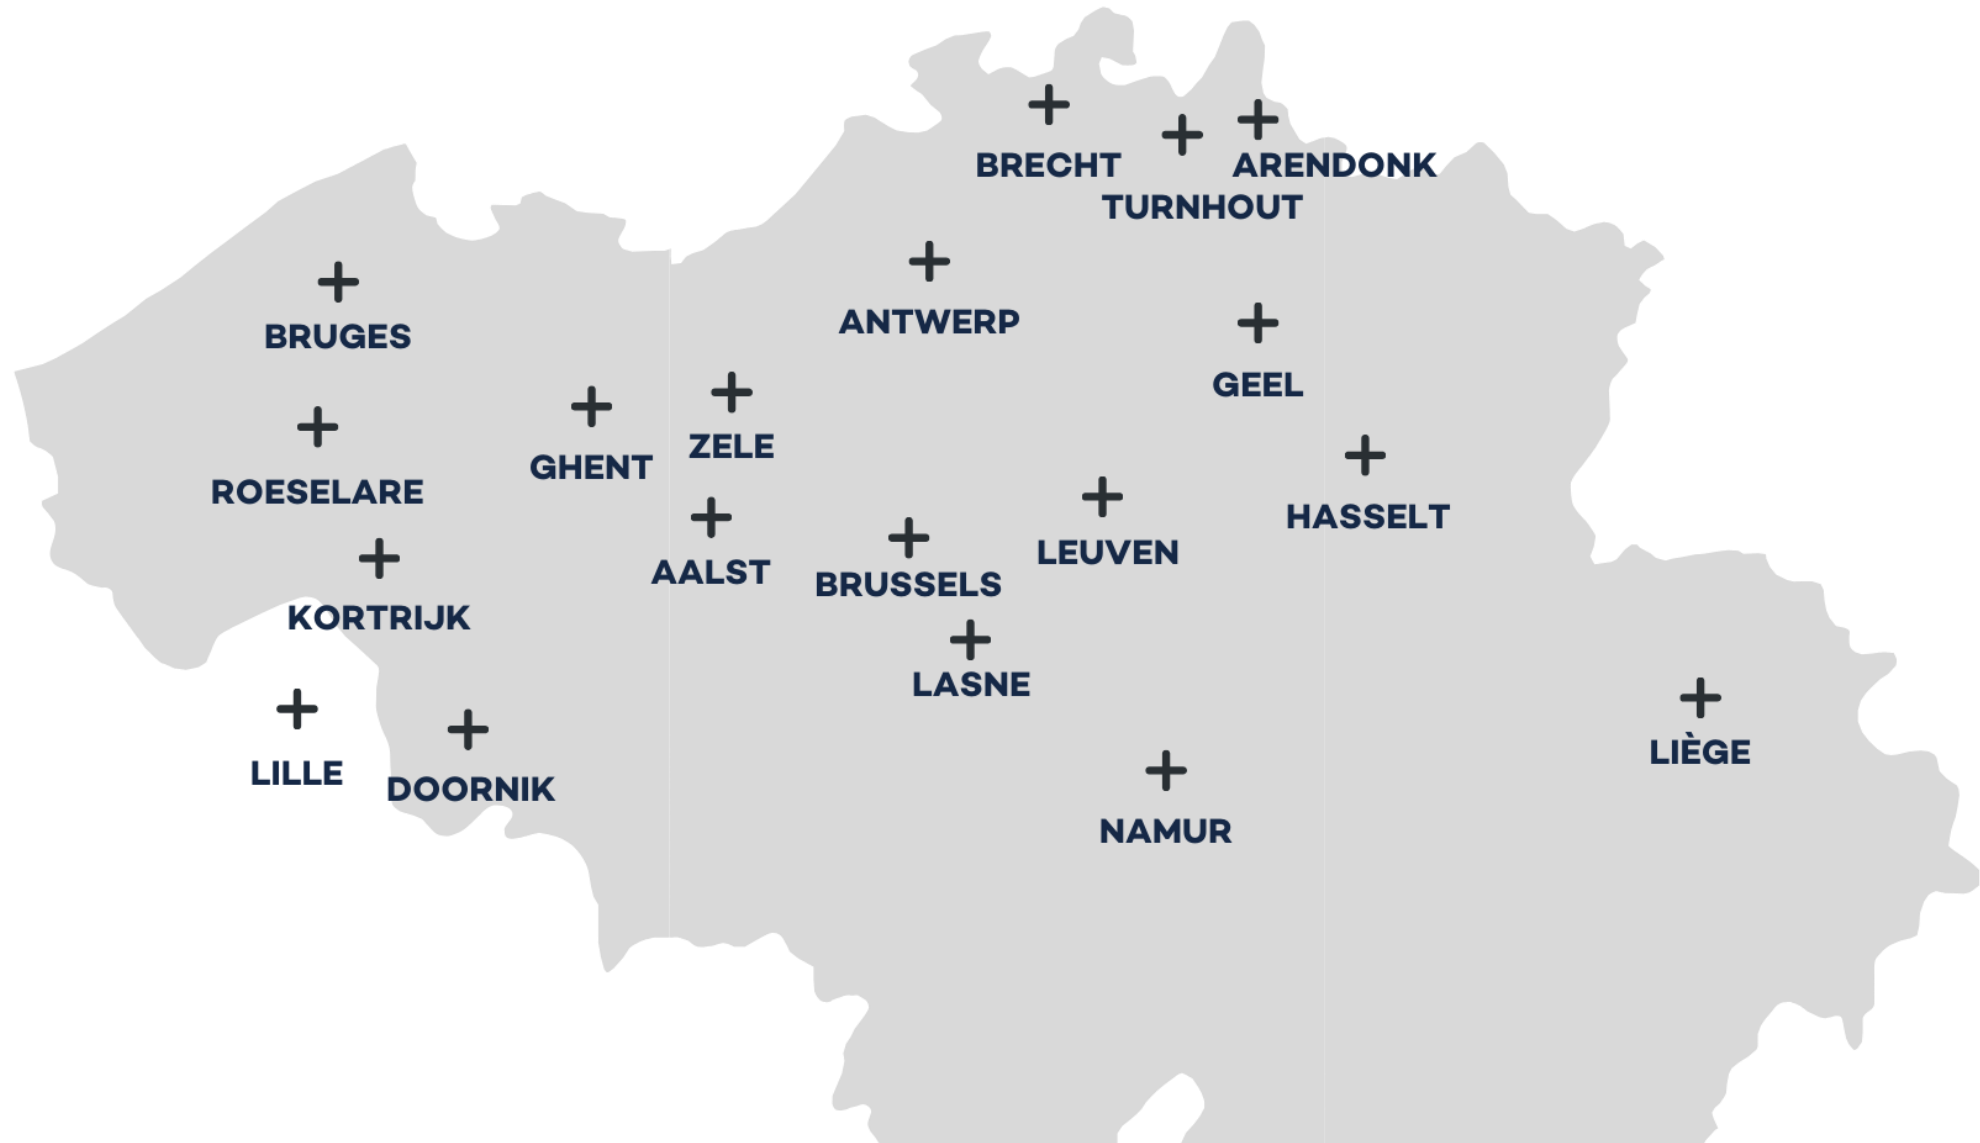 BRECHT
ARENDONK
TURNHOUT
ANTWERP
BRUGES
GEEL
ZELE
GHENT
ROESELARE
HASSELT
LEUVEN
AALST
BRUSSELS
KORTRIJK
LASNE
LIÈGE
LILLE
DOORNIK
NAMUR